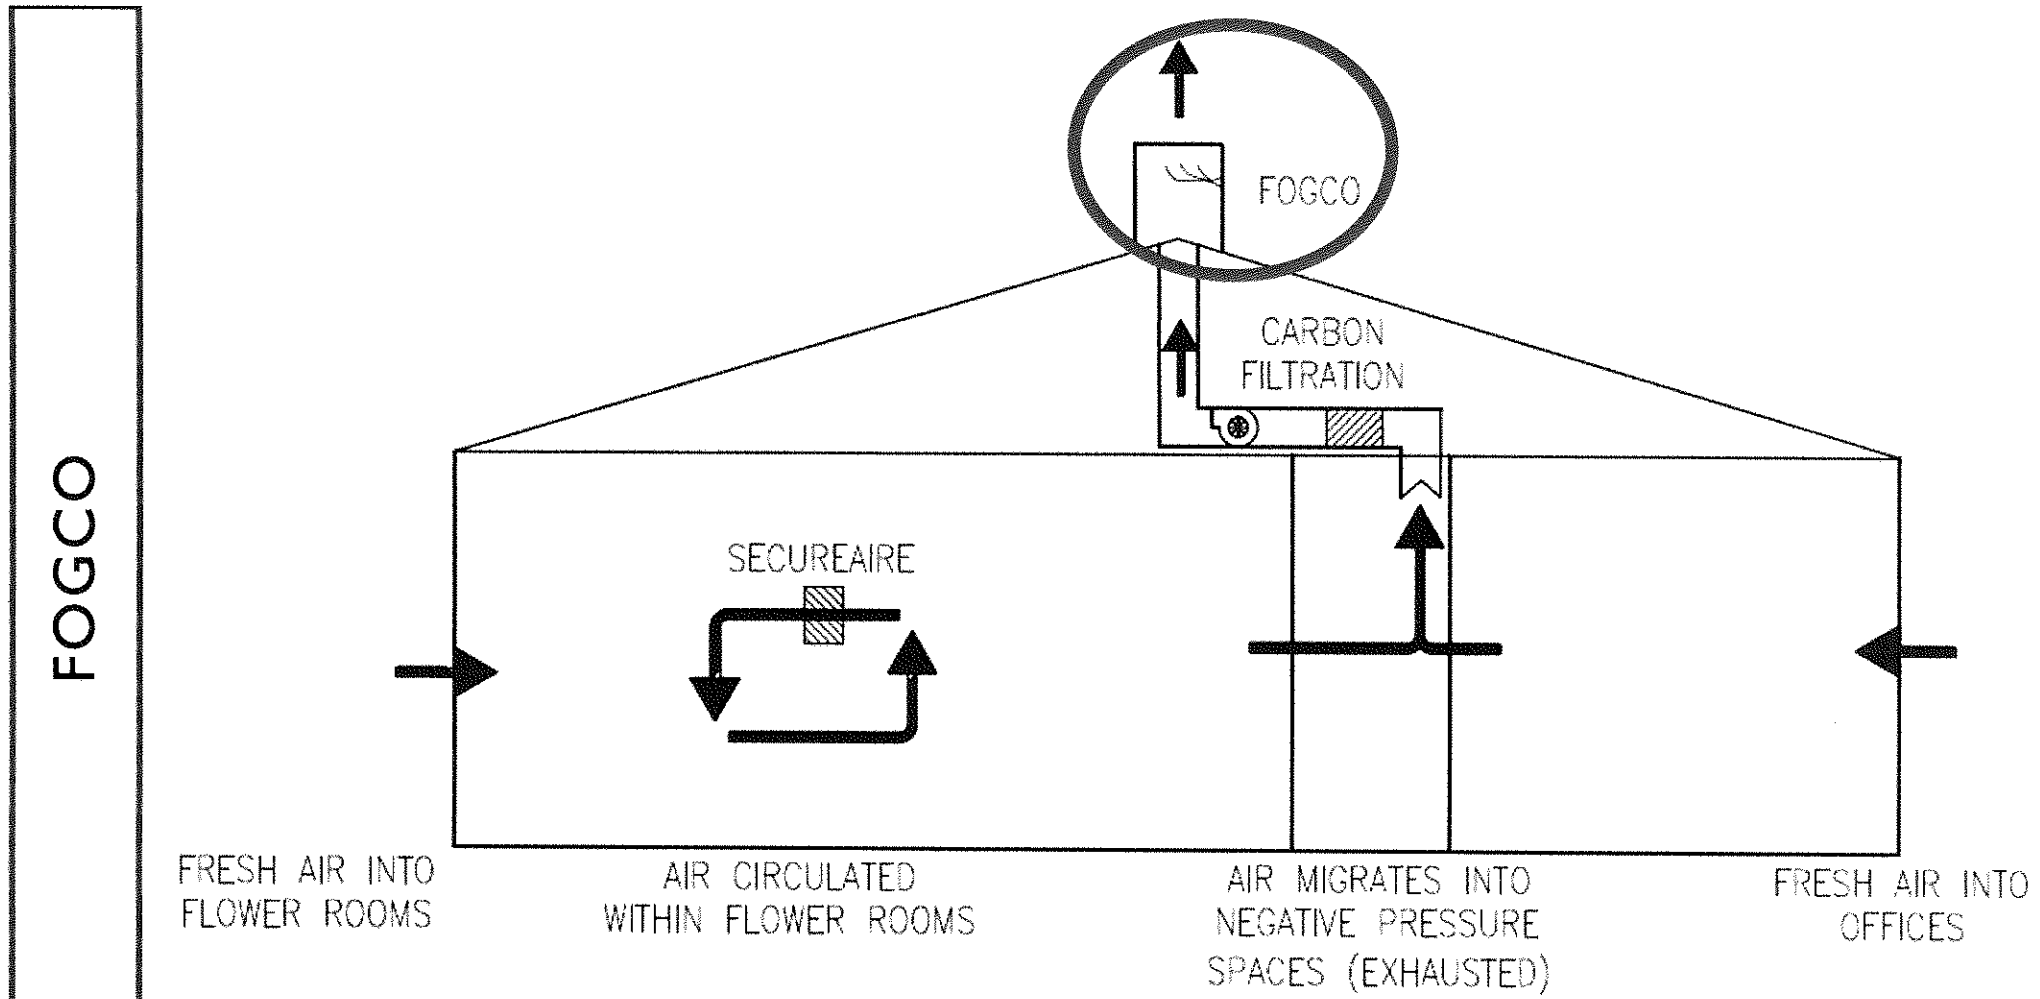 FOGCO
FOGCO
CARBON
FILTRATION
SECUREAIRE
FRESH AIR INTO
FLOWER ROOMS
AIR CIRCULATED
WITHIN FLOWER ROOMS
AIR MIGRATES INTO
NEGATIVE PRESSURE
SPACES (EXHAUSTED)
FRESH AIR INTO
OFFICES